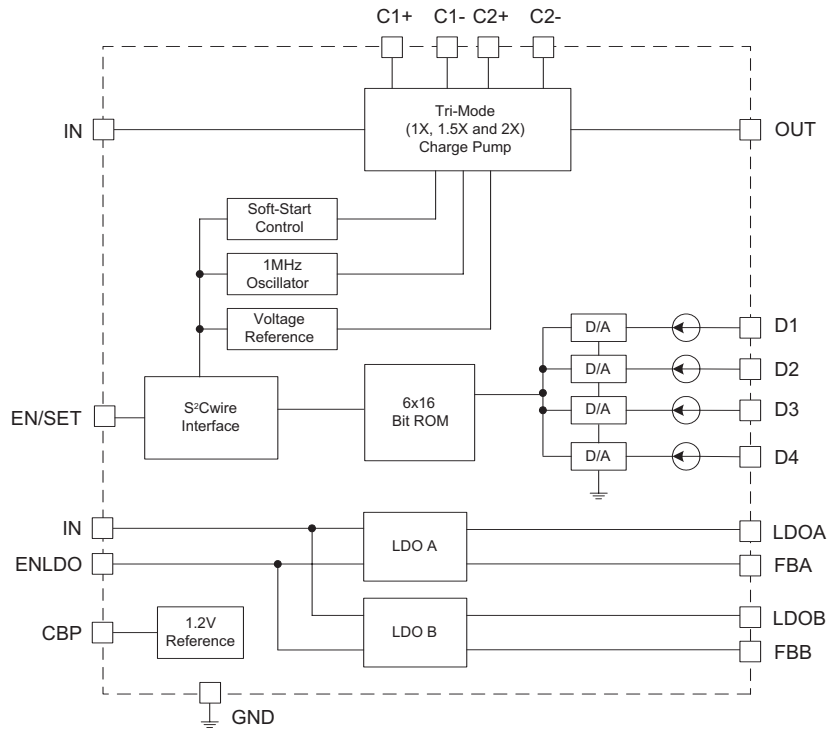 C1+ C1- C2+ C2-
IN
Tri-Mode
(1X, 1.5X and 2X)
Charge Pump
OUT
Soft-Start
Control
1MHz
Oscillator
Voltage
Reference
D/A
D1
D/A
D2
EN/SET
S²Cwire
Interface
6x16
Bit ROM
D/A
D3
D/A
D4
IN
LDO A
LDOA
ENLDO
FBA
CBP
1.2V
Reference
LDO B
LDOB
FBB
GND